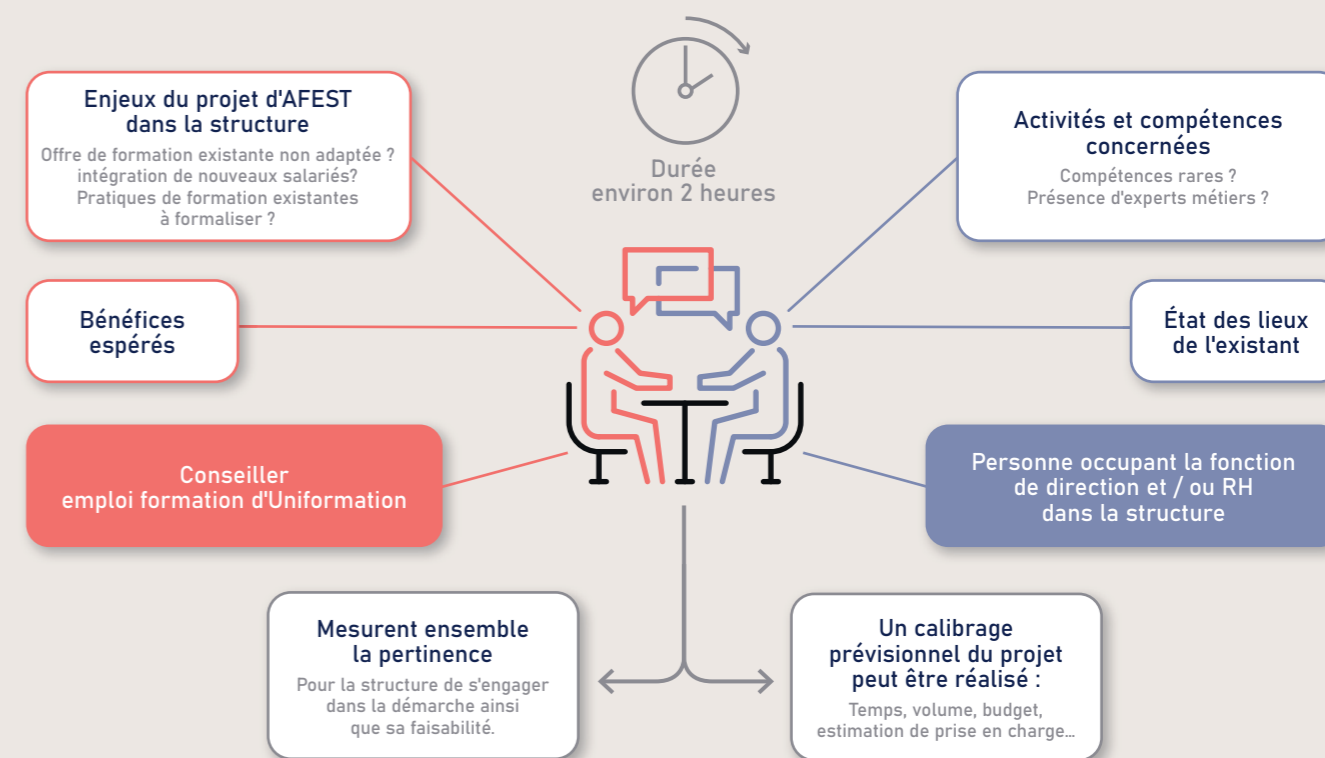 Enjeux du projet d'AFEST
dans la structure
Offre de formation existante non adaptée ?
intégration de nouveaux salariés?
Pratiques de formation existantes
à formaliser ?
Durée
environ 2 heures
Activités et compétences
concernées
Compétences rares ?
Présence d'experts métiers ?
Bénéfices
espérés
État des lieux
de l'existant
Conseiller
emploi formation d'Uniformation
Personne occupant la fonction
de direction et / ou RH
dans la structure
Mesurent ensemble
la pertinence
Pour la structure de s'engager
dans la démarche ainsi
que sa faisabilité.
Un calibrage
prévisionnel du projet
peut être réalisé :
Temps, volume, budget,
estimation de prise en charge…